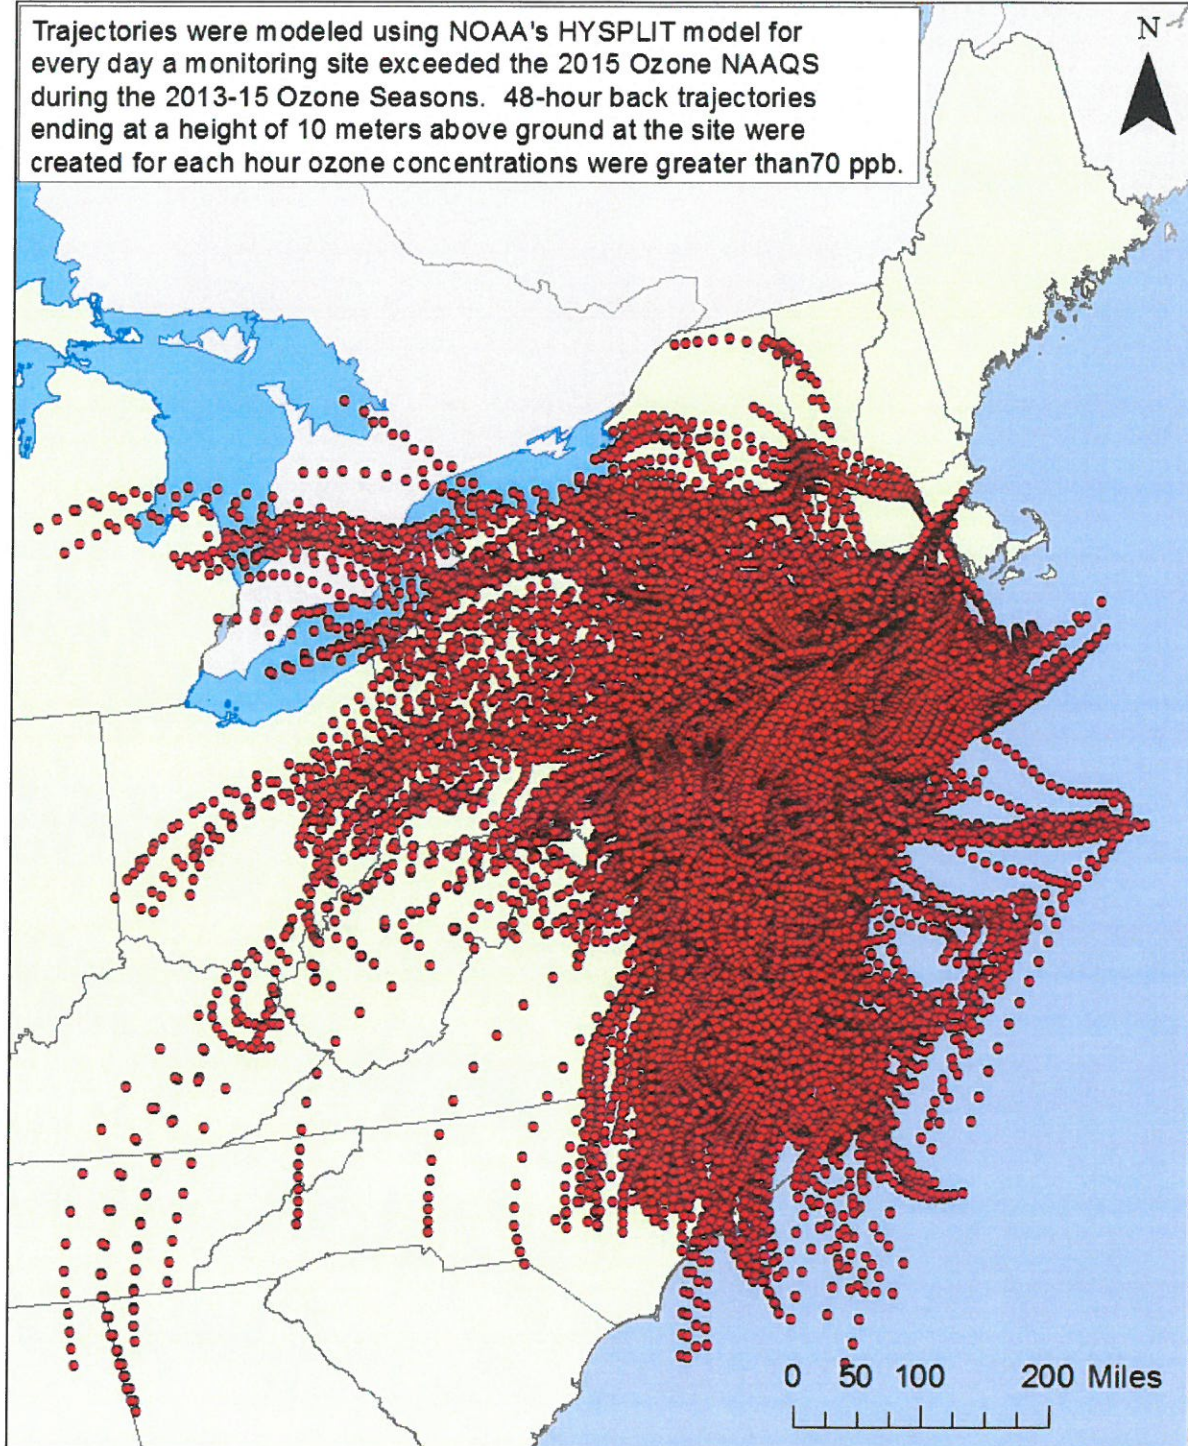 Trajectories were modeled using NOAA's HYSPLIT model for
every day a monitoring site exceeded the 2015 Ozone NAAQS
during the 2013-15 Ozone Seasons. 48-hour back trajectories
ending at a height of 10 meters above ground at the site were
created for each hour ozone concentrations were greater than70 ppb.
N
0 50 100 200 Miles